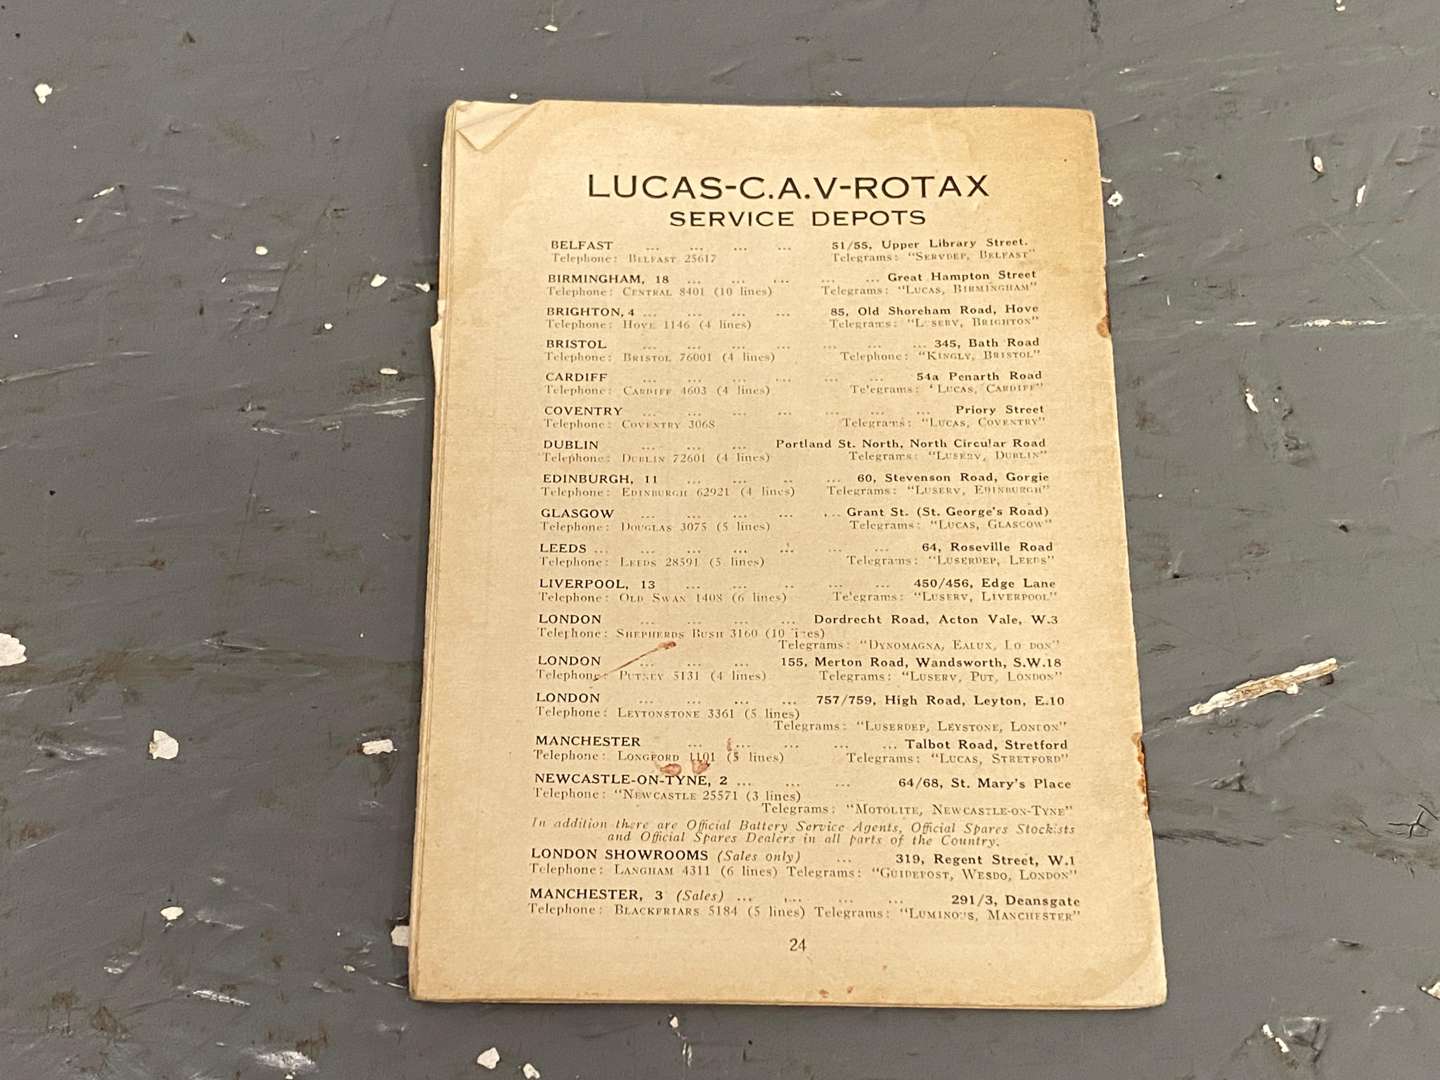 LUCAS-C.A.V-ROTAX
SERVICE DEPOTS
BELFAST ... ... ... ... 51/55, Upper Library Street.
Telephone: BELFAST 25617 Telegrams: "SERVDEP, BELFAST"
BIRMINGHAM, 18 ... ... ... ... ... Great Hampton Street
Telephone: CENTRAL 8401 (10 lines) Telegrams: "LUCAS, BIRMINGHAM"
BRIGHTON, 4 ... ... ... ... 85, Old Shoreham Road, Hove
Telephone: HOVE 1146 (4 lines) Telegrams: "L SERV, BRIGHTON"
BRISTOL ... ... ... ... ... ... ... 345, Bath Road
Telephone: BRISTOL 76001 (4 lines) Telephone: "KINGLY, BRISTOL"
CARDIFF ... ... ... ... ... ... 54a Penarth Road
Telephone: CARDIFF 4603 (4 lines) Telegrams: "LUCAS, CARDIFF"
COVENTRY ... ... ... ... ... ... ... Priory Street
Telephone: COVENTRY 3068 Telegrams: "LUCAS, COVENTRY"
DUBLIN ... ... ... Portland St. North, North Circular Road
Telephone: DUBLIN 72601 (4 lines) Telegrams: "LUSERV, DUBLIN"
EDINBURGH, 11 ... ... ... ... 60, Stevenson Road, Gorgie
Telephone: EDINBURGH 62921 (4 lines) Telegrams: "LUSERV, EDINBURGH"
GLASGOW ... ... ... ... ... Grant St. (St. George's Road)
Telephone: DOUGLAS 3075 (5 lines) Telegrams: "LUCAS, GLASGOW"
LEEDS ... ... ... ... ... ... ... 64, Roseville Road
Telephone: LEEDS 28591 (5 lines) Telegrams: "LUSERDEP, LEEDS"
LIVERPOOL, 13 ... ... ... ... ... 450/456, Edge Lane
Telephone: OLD SWAN 1408 (6 lines) Telegrams: "LUSERV, LIVERPOOL"
LONDON ... ... ... ... Dordrecht Road, Acton Vale, W.3
Telephone: SHEPHERDS BUSH 3160 (10 lines)
Telegrams: "DYNOMAGNA, EALUX, LO DON"
LONDON ... ... ... 155, Merton Road, Wandsworth, S.W.18
Telephone: PUTNEY 5131 (4 lines) Telegrams: "LUSERV, PUT, LONDON"
LONDON ... ... ... ... 757/759, High Road, Leyton, E.10
Telephone: LEYTONSTONE 3361 (5 lines)
Telegrams: "LUSERDEP, LEYSTONE, LONDON"
MANCHESTER ... ... ... ... ... Talbot Road, Stretford
Telephone: LONGFORD 1101 (5 lines) Telegrams: "LUCAS, STRETFORD"
NEWCASTLE-ON-TYNE, 2 ... ... ... 64/68, St. Mary's Place
Telephone: "NEWCASTLE 25571 (3 lines)
Telegrams: "MOTOLITE, NEWCASTLE-ON-TYNE"
In addition there are Official Battery Service Agents, Official Spares Stockists
and Official Spares Dealers in all parts of the Country.
LONDON SHOWROOMS (Sales only) ... 319, Regent Street, W.1
Telephone: LANGHAM 4311 (6 lines) Telegrams: "GUIDEPOST, WESDO, LONDON"
MANCHESTER, 3 (Sales) ... ... ... ... 291/3, Deansgate
Telephone: BLACKFRIARS 5184 (5 lines) Telegrams: "LUMINOUS, MANCHESTER"
24